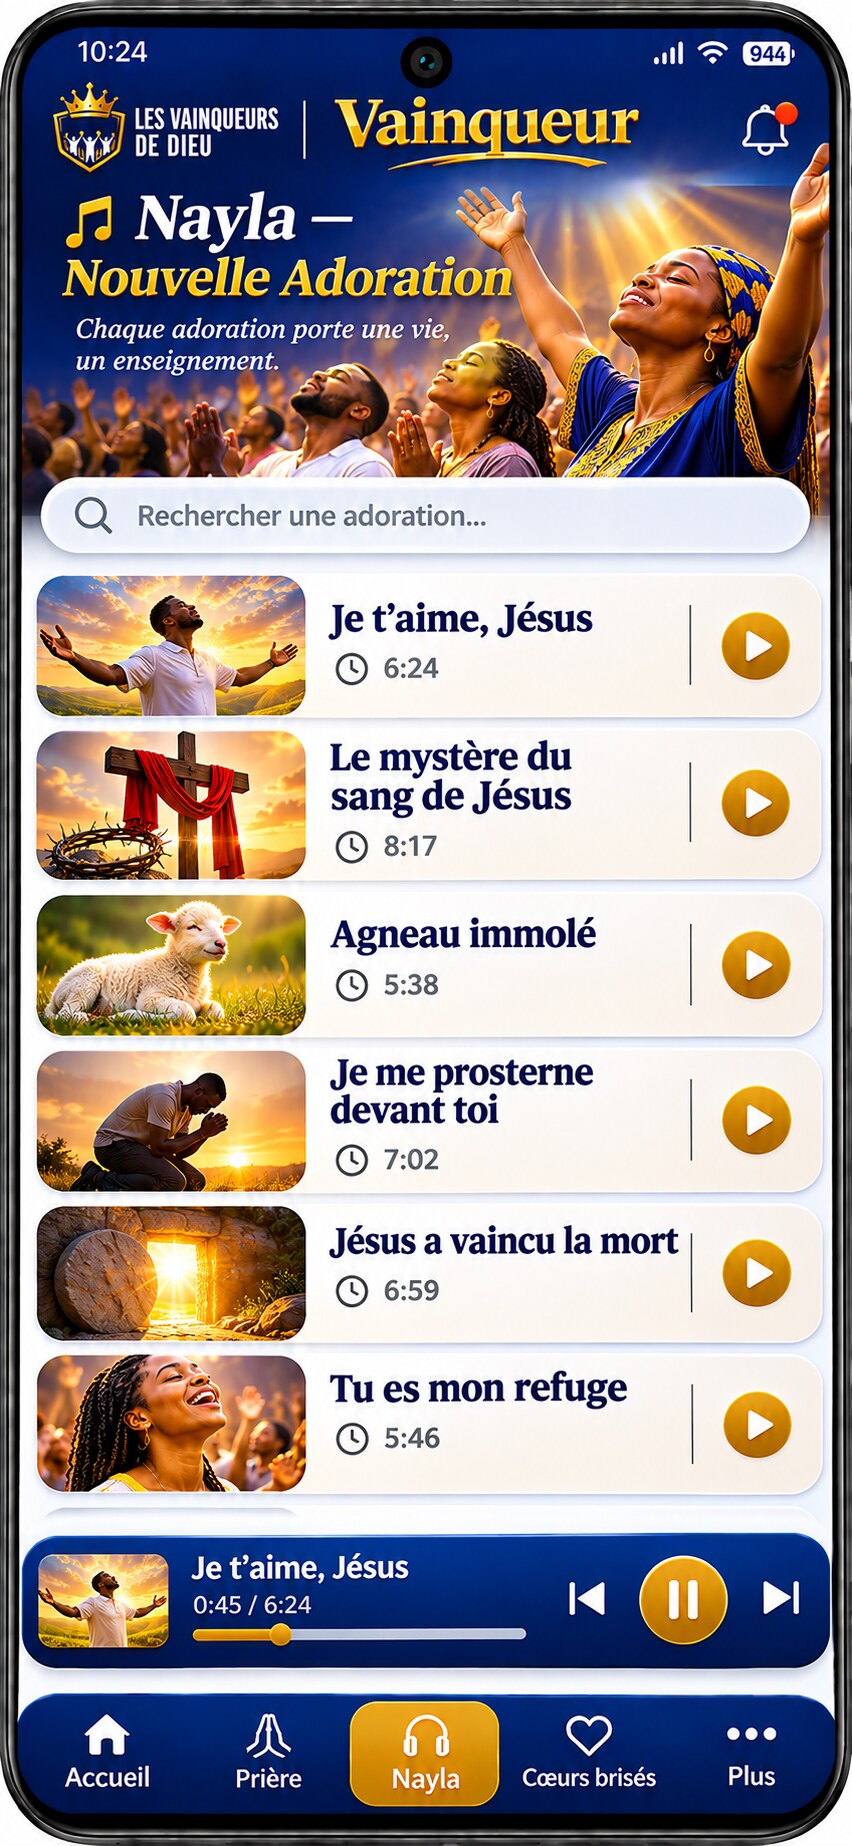 10:24
944
LES VAINQUEURS
DE DIEU
Vainqueur
Nayla –
Nouvelle Adoration
Chaque adoration porte une vie,
un enseignement.
Rechercher une adoration...
Je t’aime, Jésus
6:24
Le mystère du
sang de Jésus
8:17
Agneau immolé
5:38
Je me prosterne
devant toi
7:02
Jésus a vaincu la mort
6:59
Tu es mon refuge
5:46
Je t’aime, Jésus
0:45 / 6:24
Accueil
Prière
Nayla
Cœurs brisés
Plus